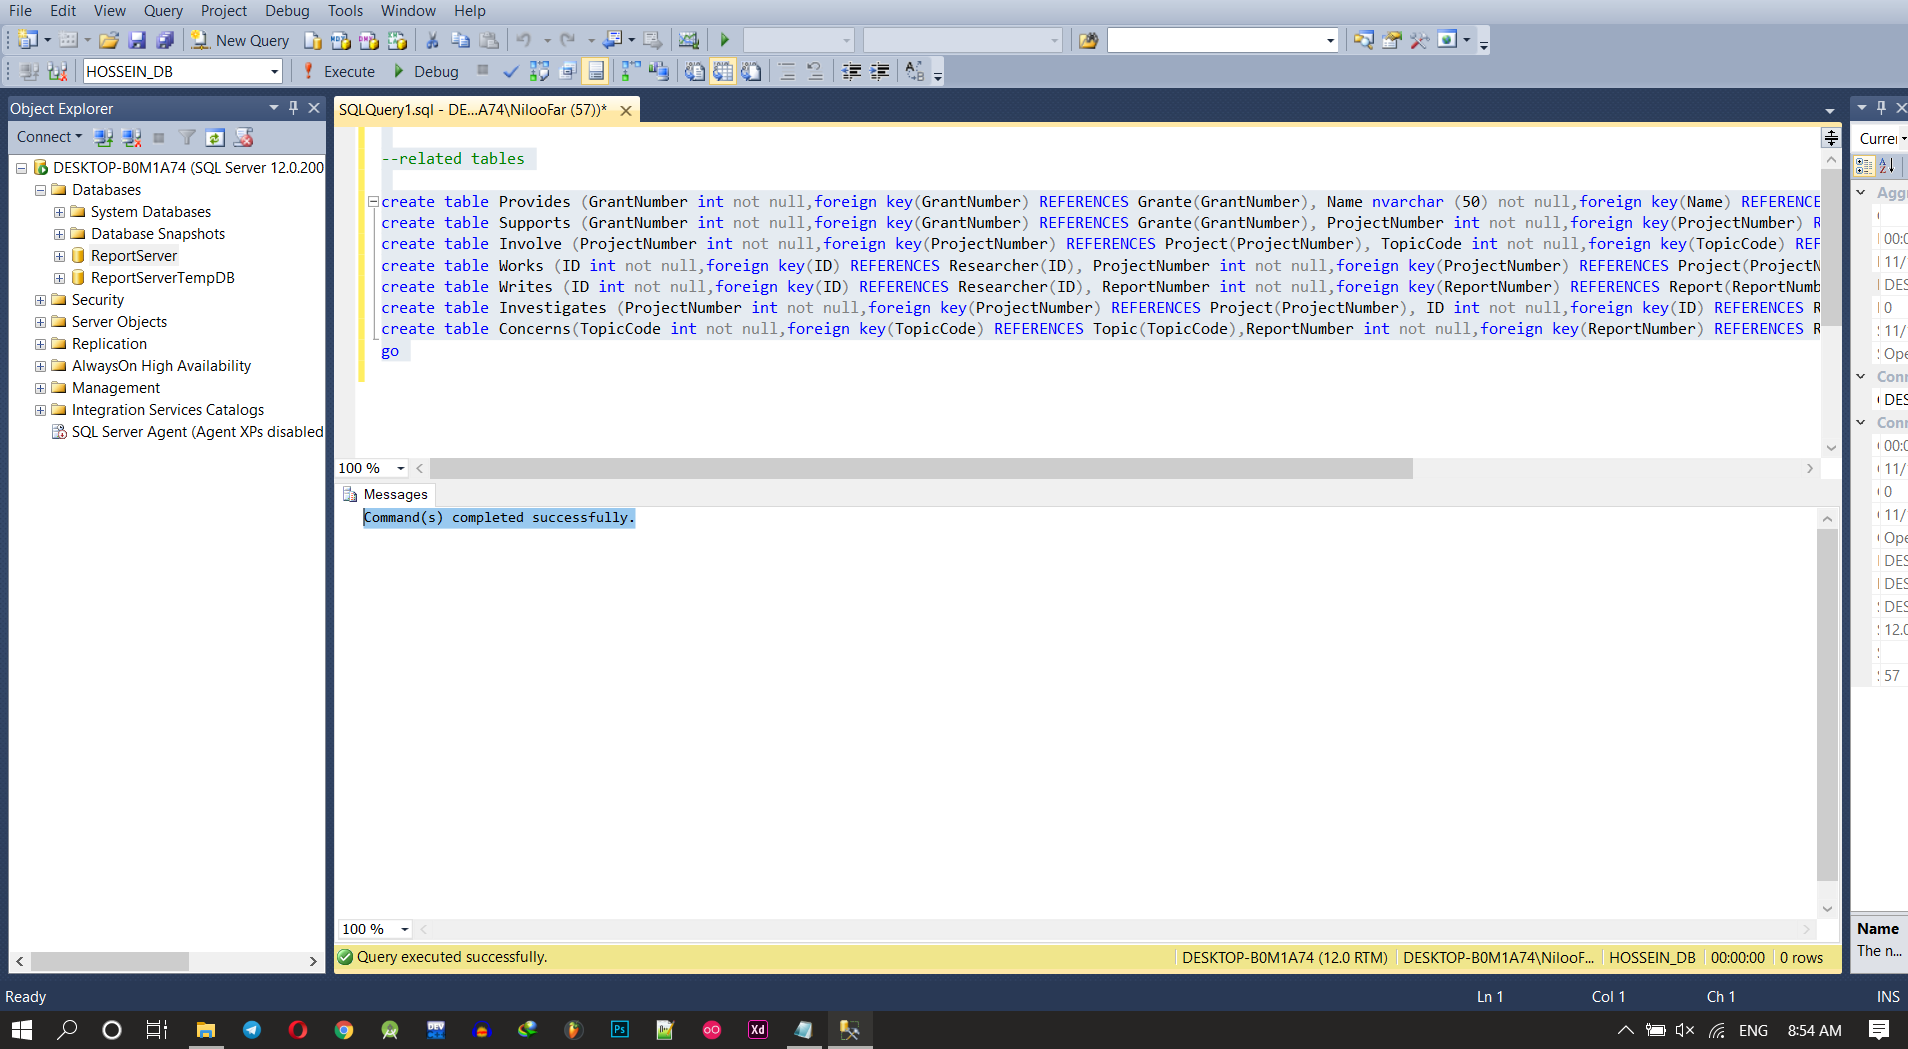 File Edit View Query Project Debug Tools Window Help
New Query
HOSSEIN_DB Execute Debug
Object Explorer
Connect
DESKTOP-B0M1A74 (SQL Server 12.0.200
Databases
System Databases
Database Snapshots
ReportServer
ReportServerTempDB
Security
Server Objects
Replication
AlwaysOn High Availability
Management
Integration Services Catalogs
SQL Server Agent (Agent XPs disabled
SQLQuery1.sql - DE...A74\NilooFar (57))*
--related tables
create table Provides (GrantNumber int not null,foreign key(GrantNumber) REFERENCES Grante(GrantNumber), Name nvarchar (50) not null,foreign key(Name) REFERENCE
create table Supports (GrantNumber int not null,foreign key(GrantNumber) REFERENCES Grante(GrantNumber), ProjectNumber int not null,foreign key(ProjectNumber) R
create table Involve (ProjectNumber int not null,foreign key(ProjectNumber) REFERENCES Project(ProjectNumber), TopicCode int not null,foreign key(TopicCode) REF
create table Works (ID int not null,foreign key(ID) REFERENCES Researcher(ID), ProjectNumber int not null,foreign key(ProjectNumber) REFERENCES Project(ProjectN
create table Writes (ID int not null,foreign key(ID) REFERENCES Researcher(ID), ReportNumber int not null,foreign key(ReportNumber) REFERENCES Report(ReportNumb
create table Investigates (ProjectNumber int not null,foreign key(ProjectNumber) REFERENCES Project(ProjectNumber), ID int not null,foreign key(ID) REFERENCES R
create table Concerns(TopicCode int not null,foreign key(TopicCode) REFERENCES Topic(TopicCode),ReportNumber int not null,foreign key(ReportNumber) REFERENCES R
go
100 %
Messages
Command(s) completed successfully.
100 %
Query executed successfully. DESKTOP-B0M1A74 (12.0 RTM) DESKTOP-B0M1A74\NilooF... HOSSEIN_DB 00:00:00 0 rows
Curre
Aggr
00:0
11/
DES
0
11/
Ope
Conn
DES
Conn
00:0
11/
0
11/
Ope
DES
DES
DES
12.0
57
Name
The n...
Ready Ln 1 Col 1 Ch 1 INS
DEV Ps Xd ENG 8:54 AM